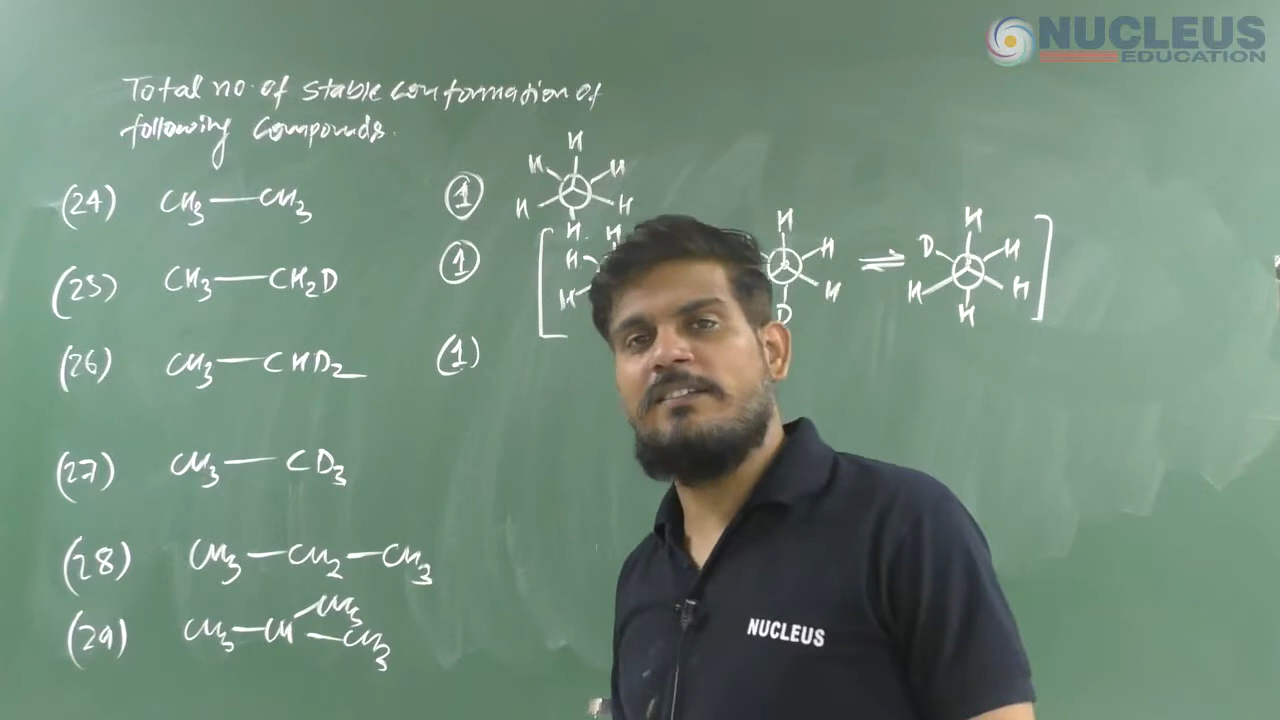 NUCLEUS
EDUCATION
Total no. of stable conformation of
following compounds.
(24) CH3—CH3 (1)
(25) CH3—CH2D (1)
(26) CH3—CHD2 (1)
(27) CH3—CD3
(28) CH3—CH2—CH3
(29) CH3—CH—CH3
CH3
H
H H
H H
H
H
H
H
H
H
H
H
D
H
D H
H H
H
NUCLEUS